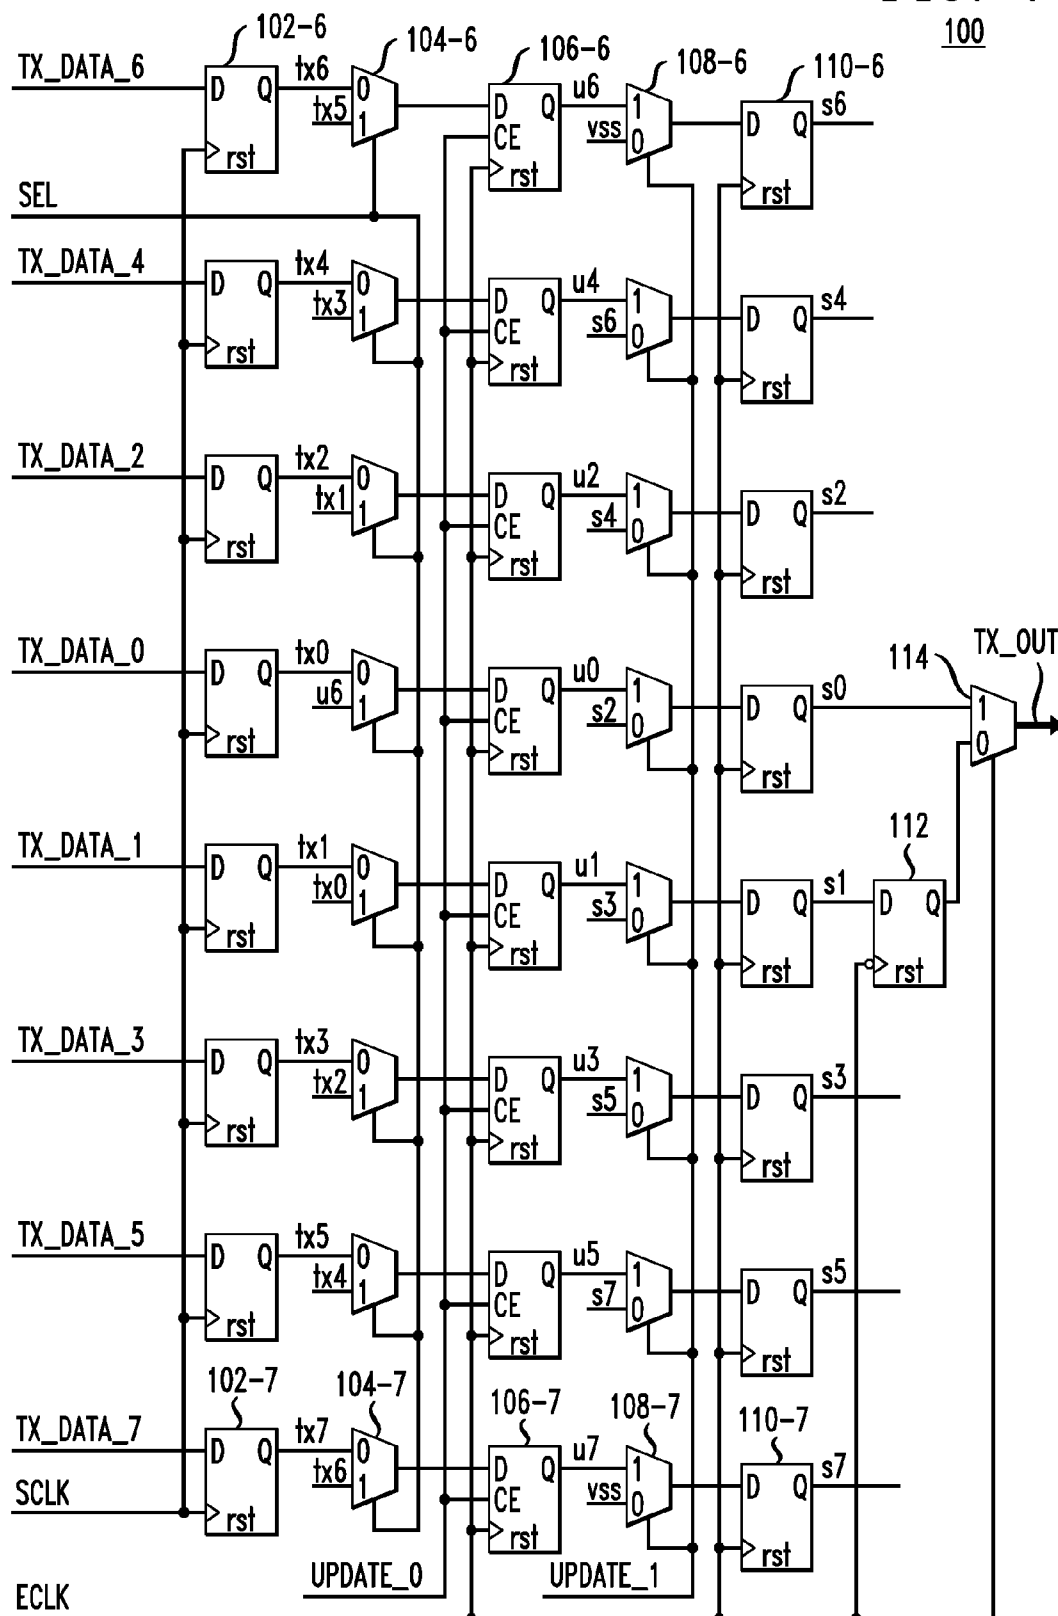 100
102-6 104-6 106-6 108-6 110-6
TX_DATA_6 D Q rst tx6 0 tx5 1 D Q CE rst u6 1 vss 0 D Q rst s6
SEL
TX_DATA_4 D Q rst tx4 0 tx3 1 D Q CE rst u4 1 s6 0 D Q rst s4
TX_DATA_2 D Q rst tx2 0 tx1 1 D Q CE rst u2 1 s4 0 D Q rst s2
TX_DATA_0 D Q rst tx0 0 u6 1 D Q CE rst u0 1 s2 0 D Q rst s0 114 1 0 TX_OUT
TX_DATA_1 D Q rst tx1 0 tx0 1 D Q CE rst u1 1 s3 0 D Q rst s1 112 D Q rst
TX_DATA_3 D Q rst tx3 0 tx2 1 D Q CE rst u3 1 s5 0 D Q rst s3
TX_DATA_5 D Q rst tx5 0 tx4 1 D Q CE rst u5 1 s7 0 D Q rst s5
102-7 104-7 106-7 108-7 110-7
TX_DATA_7 D Q rst tx7 0 tx6 1 D Q CE rst u7 1 vss 0 D Q rst s7
SCLK
UPDATE_0 UPDATE_1
ECLK